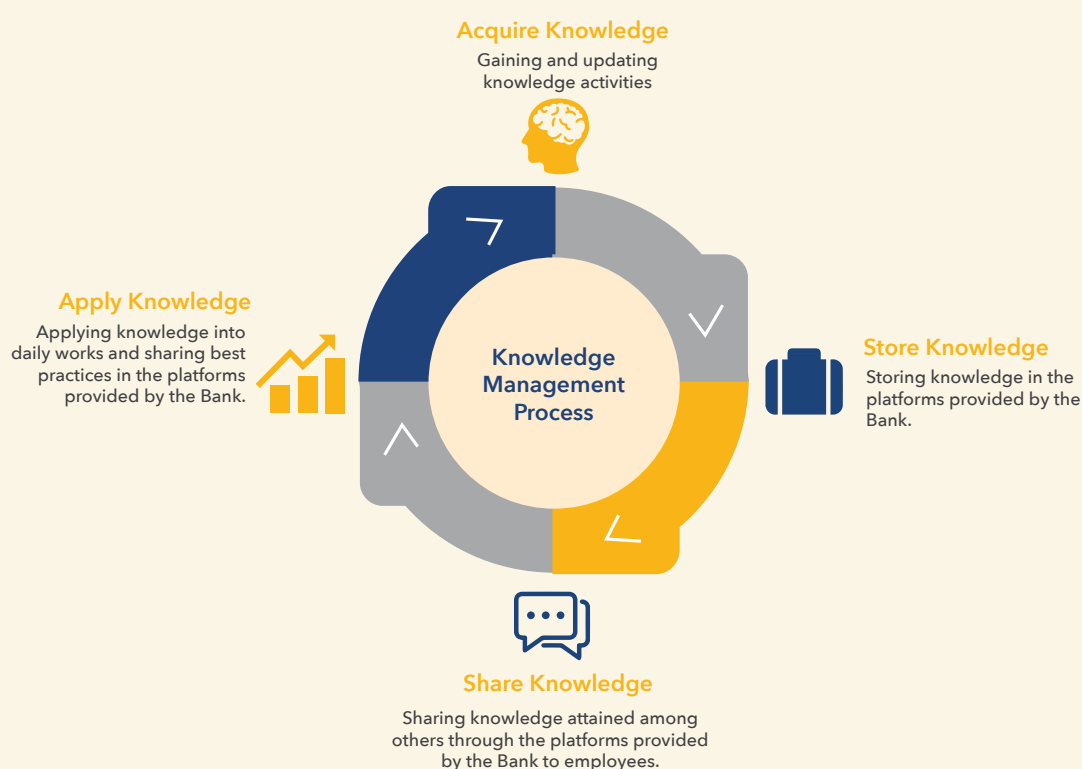 Acquire Knowledge
Gaining and updating
knowledge activities
Apply Knowledge
Applying knowledge into
daily works and sharing best
practices in the platforms
provided by the Bank.
Knowledge
Management
Process
Store Knowledge
Storing knowledge in the
platforms provided by the
Bank.
Share Knowledge
Sharing knowledge attained among
others through the platforms provided
by the Bank to employees.